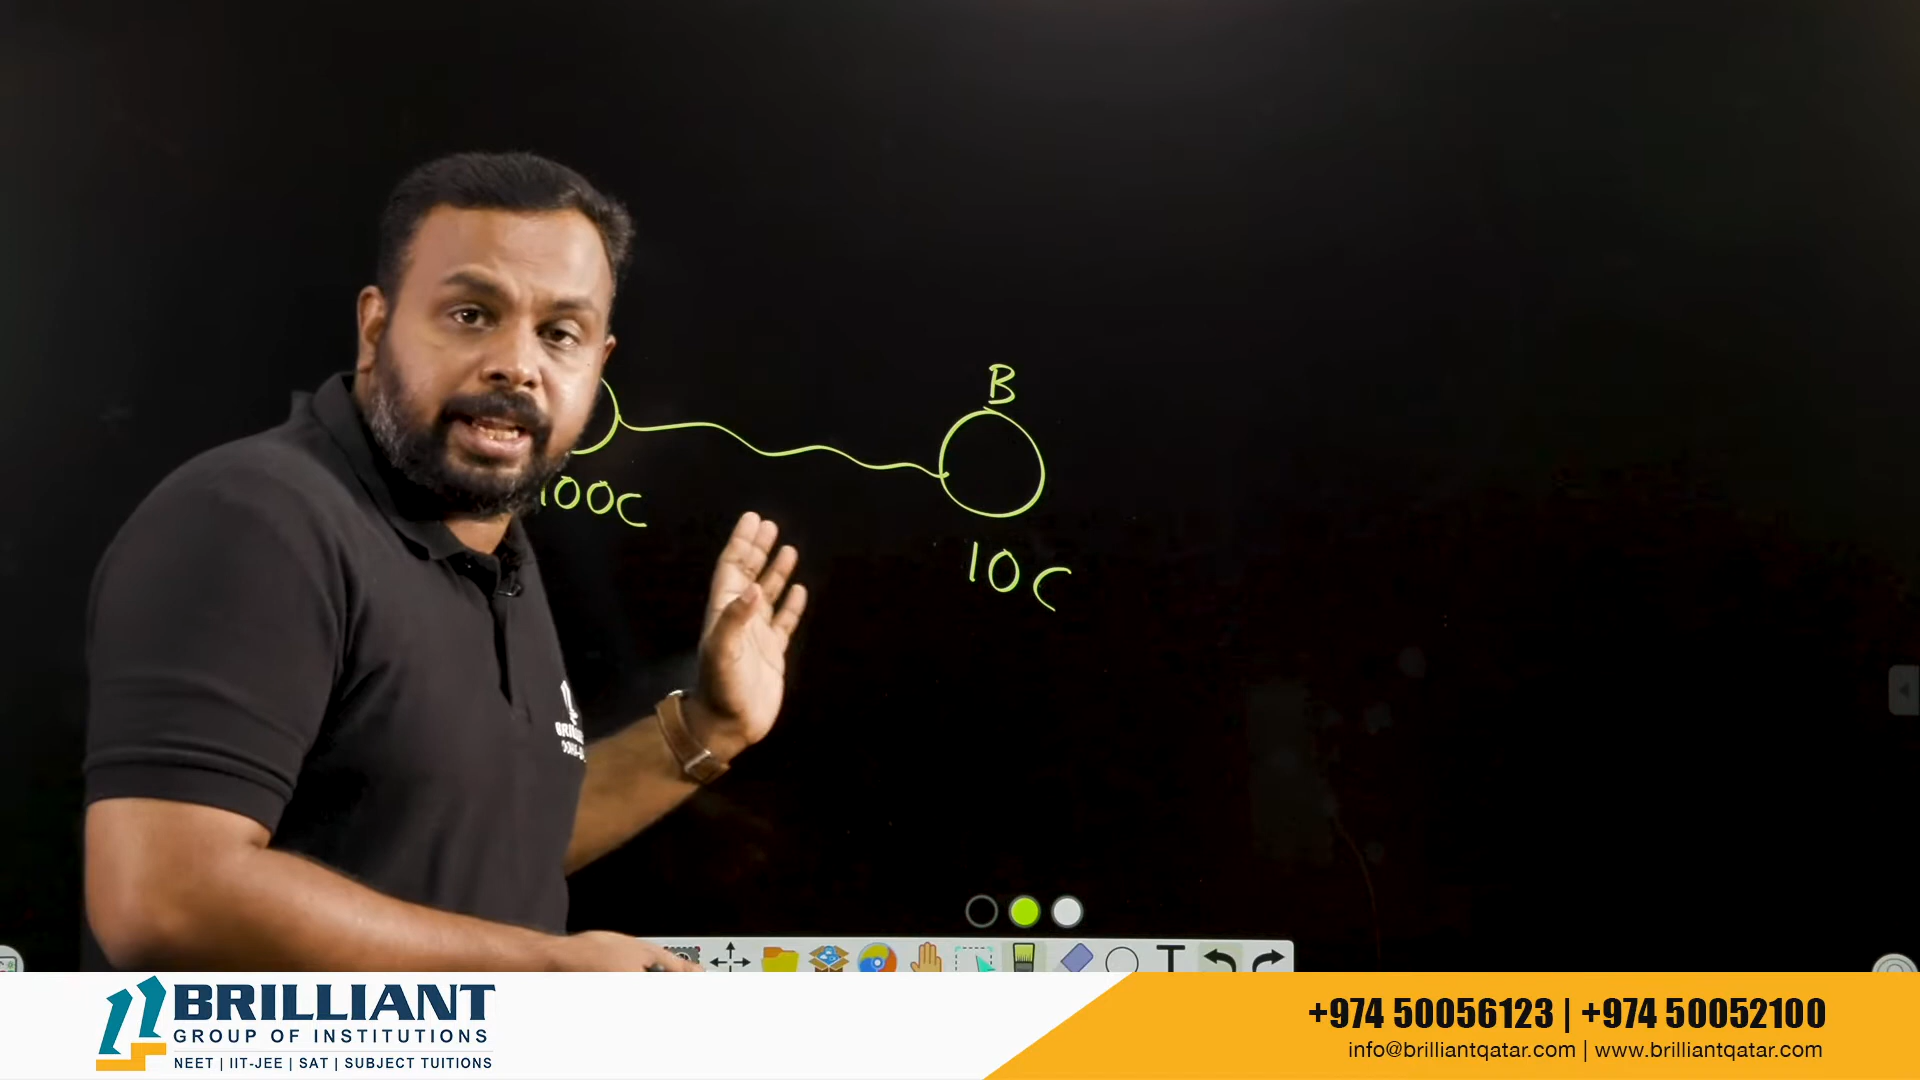 B
100C
10C
T
BRILLIANT
GROUP OF INSTITUTIONS
NEET | IIT-JEE | SAT | SUBJECT TUITIONS
+974 50056123 | +974 50052100
info@brilliantqatar.com | www.brilliantqatar.com